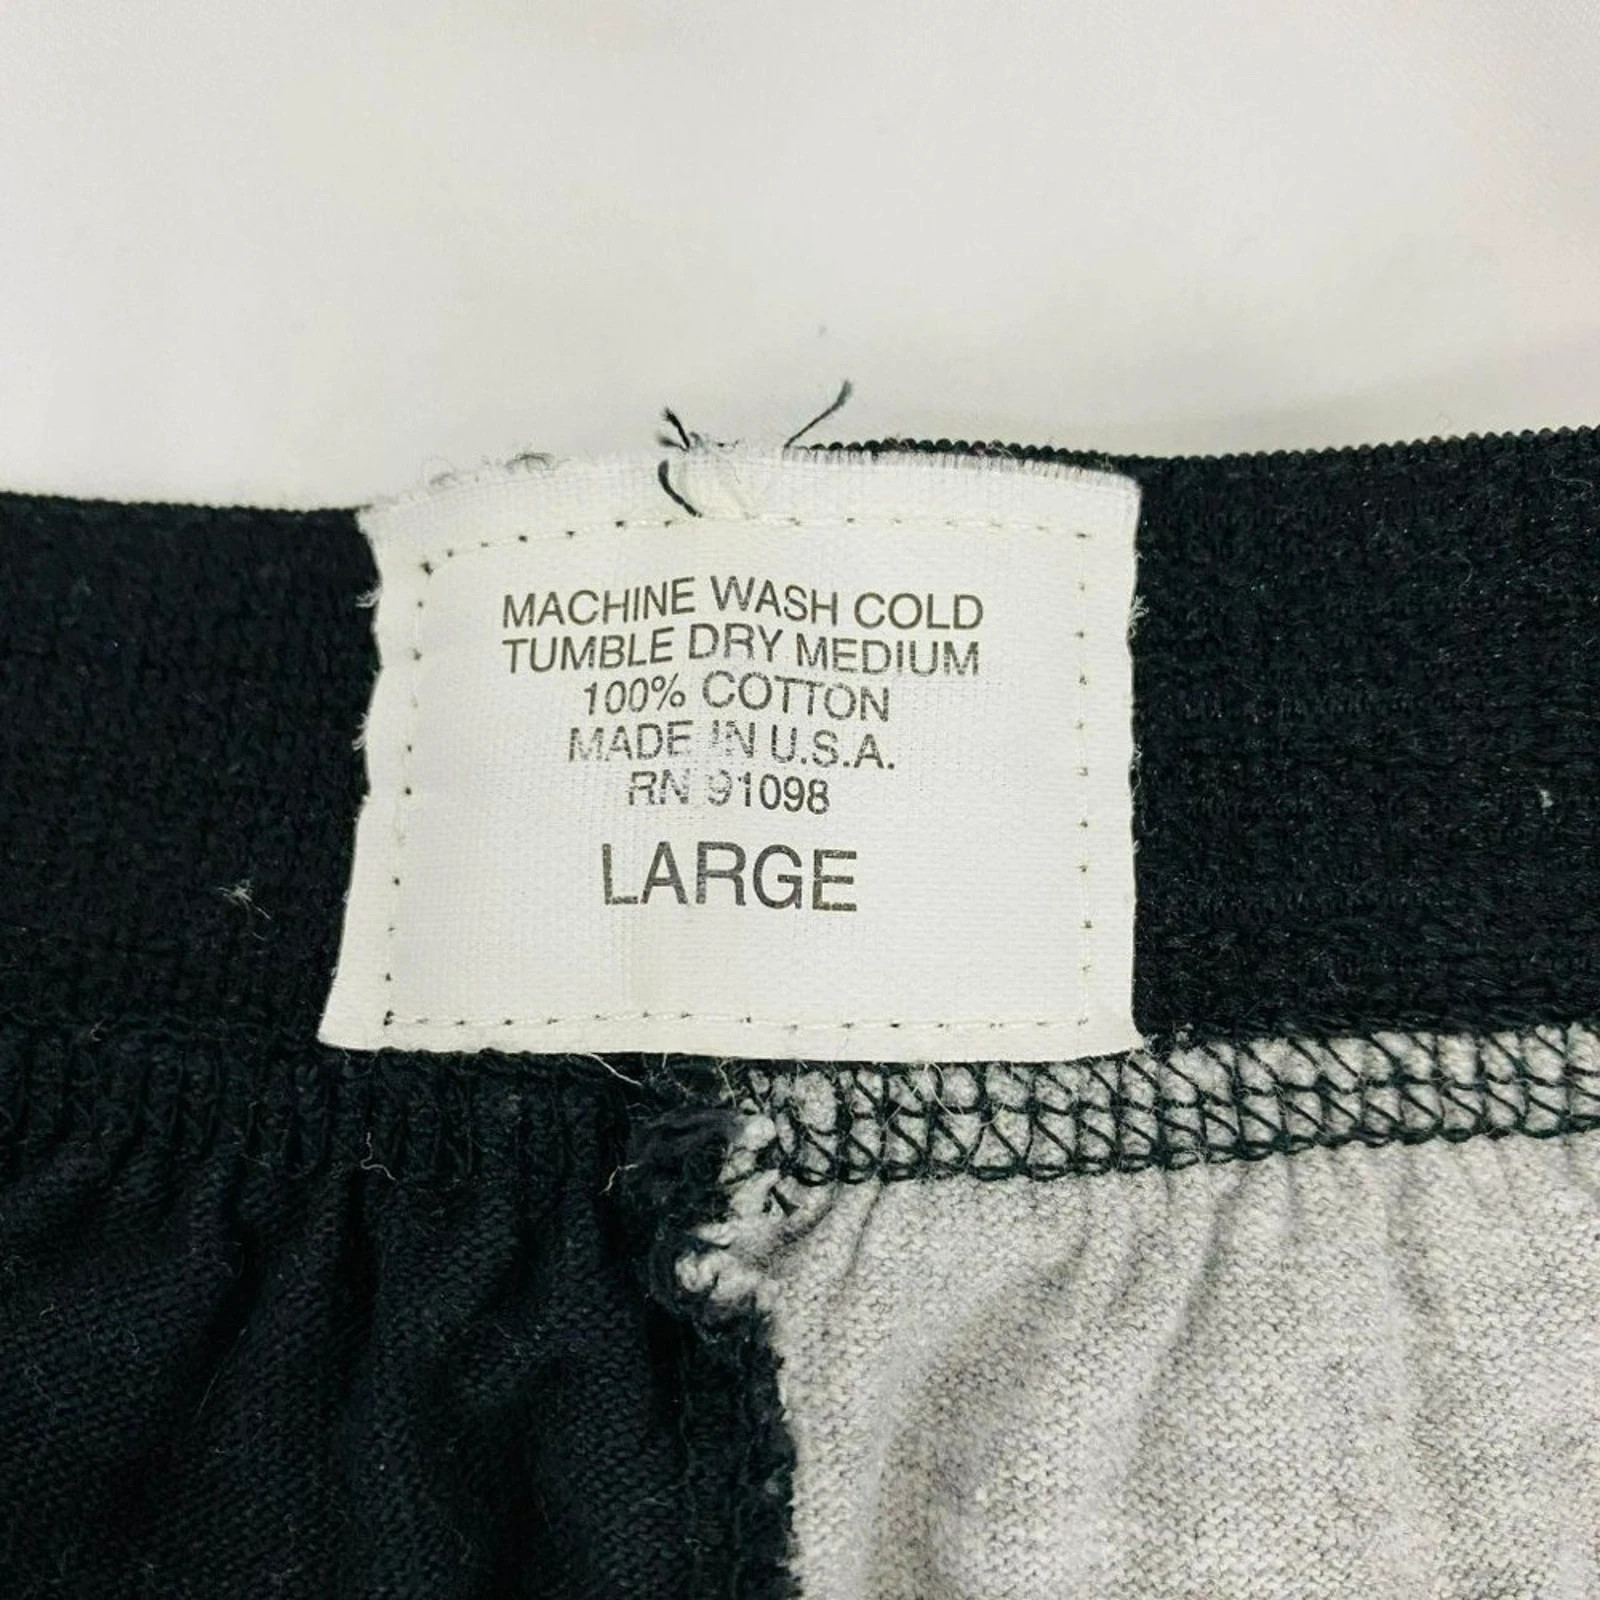 MACHINE WASH COLD
TUMBLE DRY MEDIUM
100% COTTON
MADE IN U.S.A.
RN 91098
LARGE